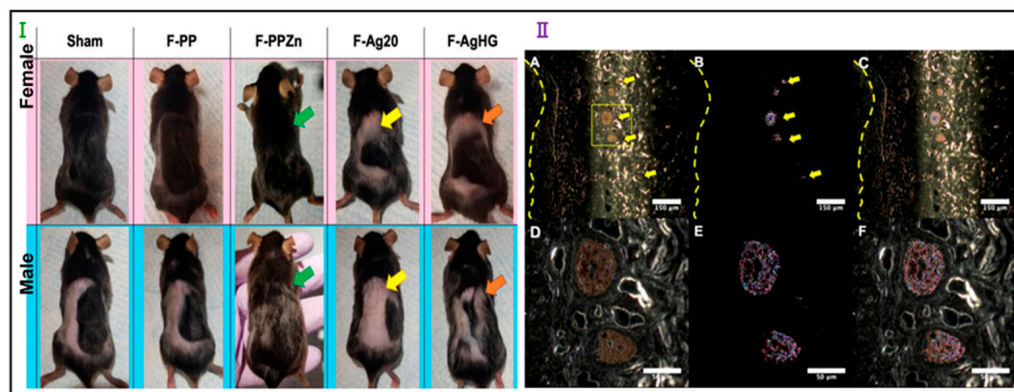 I
Sham F-PP F-PPZn F-Ag20 F-AgHG
Female
Male
II
A B C
150 µm 150 µm 150 µm
D E F
50 µm